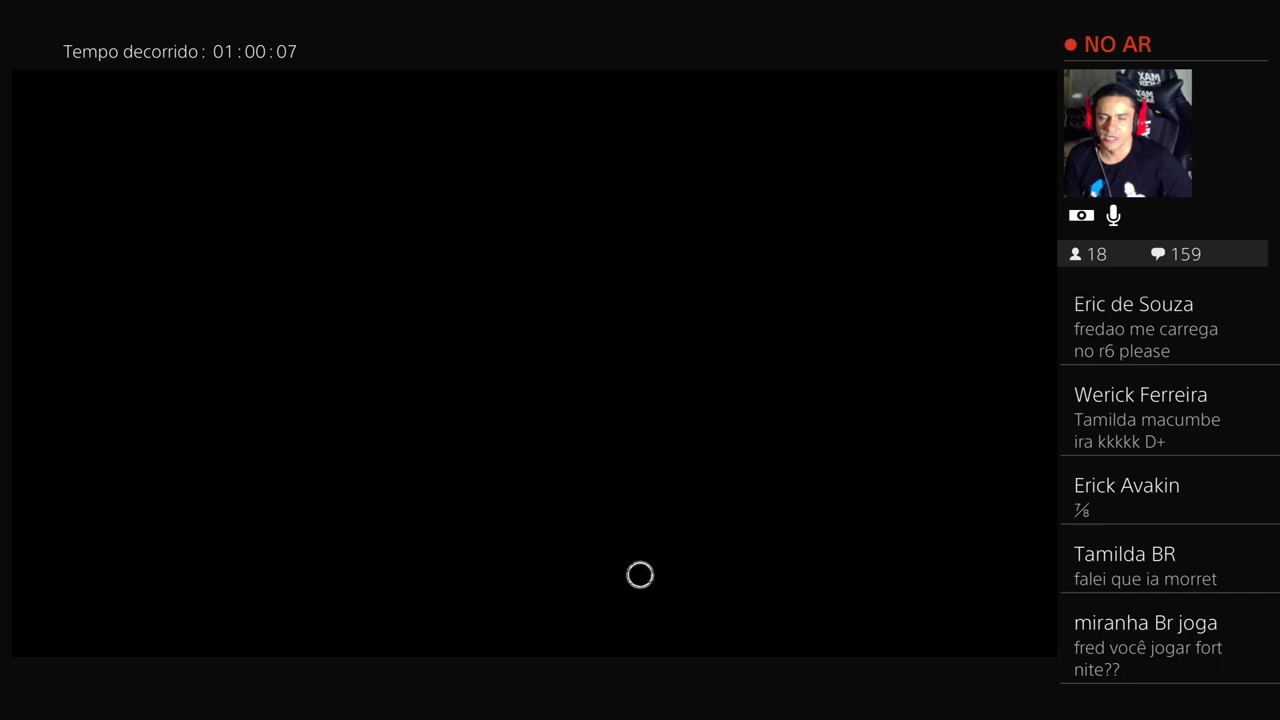 Tempo decorrido: 01:00:07
NO AR
18 159
Eric de Souza
fredao me carrega
no r6 please
Werick Ferreira
Tamilda macumbe
ira kkkkk D+
Erick Avakin
⅞
Tamilda BR
falei que ia morret
miranha Br joga
fred você jogar fort
nite??